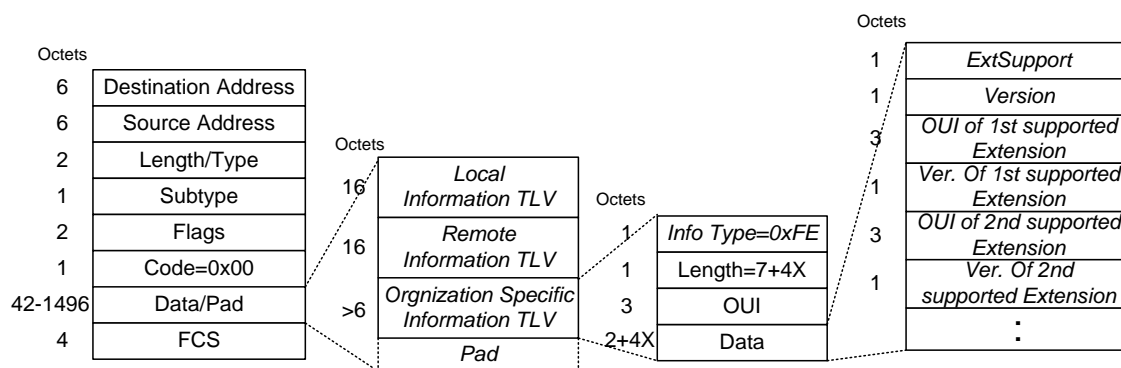 Octets
6 Destination Address
6 Source Address
2 Length/Type
1 Subtype
2 Flags
1 Code=0x00
42-1496 Data/Pad
4 FCS
Octets
16 Local
Information TLV
16 Remote
Information TLV
>6 Orgnization Specific
Information TLV
Pad
Octets
1 Info Type=0xFE
1 Length=7+4X
3 OUI
2+4X Data
Octets
1 ExtSupport
1 Version
3 OUI of 1st supported
Extension
1 Ver. Of 1st supported
Extension
3 OUI of 2nd supported
Extension
1 Ver. Of 2nd
supported Extension
: